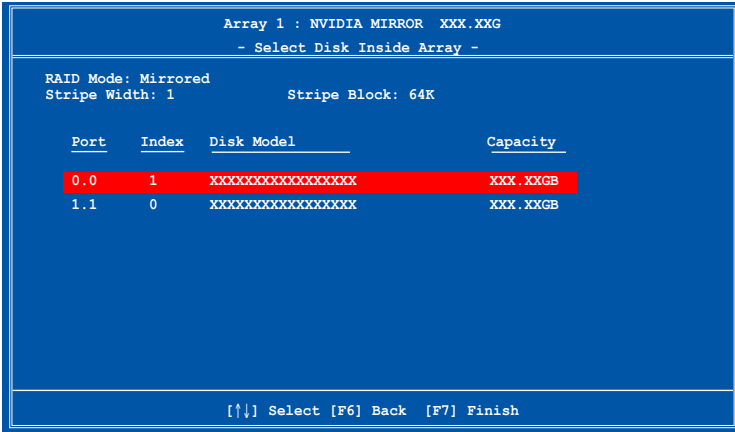 Array 1 : NVIDIA MIRROR XXX.XXG
- Select Disk Inside Array -
RAID Mode: Mirrored
Stripe Width: 1 Stripe Block: 64K
Port Index Disk Model Capacity
0.0 1 XXXXXXXXXXXXXXXXX XXX.XXGB
1.1 0 XXXXXXXXXXXXXXXXX XXX.XXGB
[↑↓] Select [F6] Back [F7] Finish